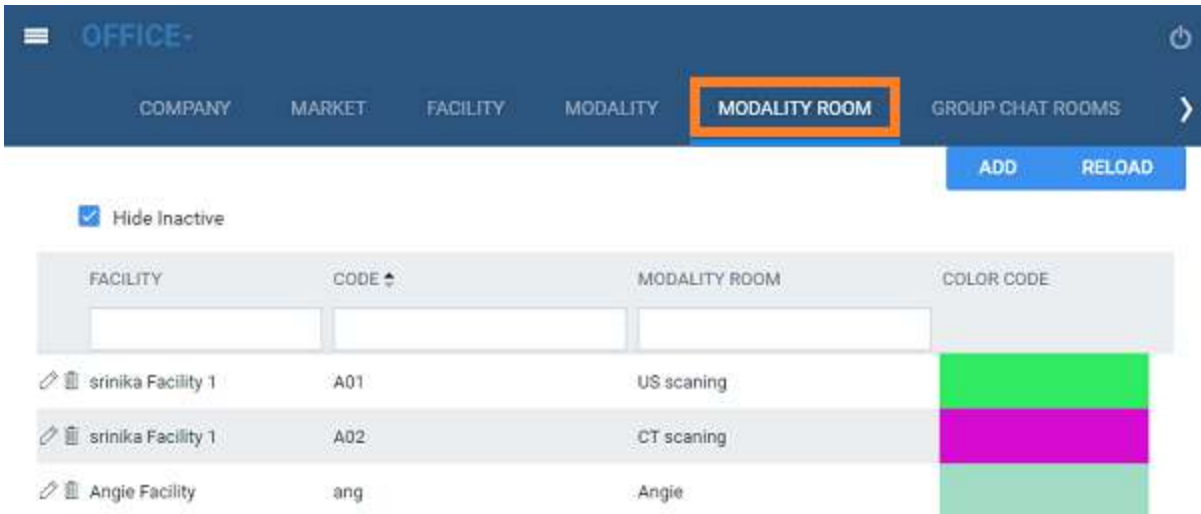 OFFICE-
COMPANY MARKET FACILITY MODALITY MODALITY ROOM GROUP CHAT ROOMS
ADD RELOAD
Hide Inactive
FACILITY CODE MODALITY ROOM COLOR CODE
srinika Facility 1 A01 US scaning
srinika Facility 1 A02 CT scaning
Angie Facility ang Angie